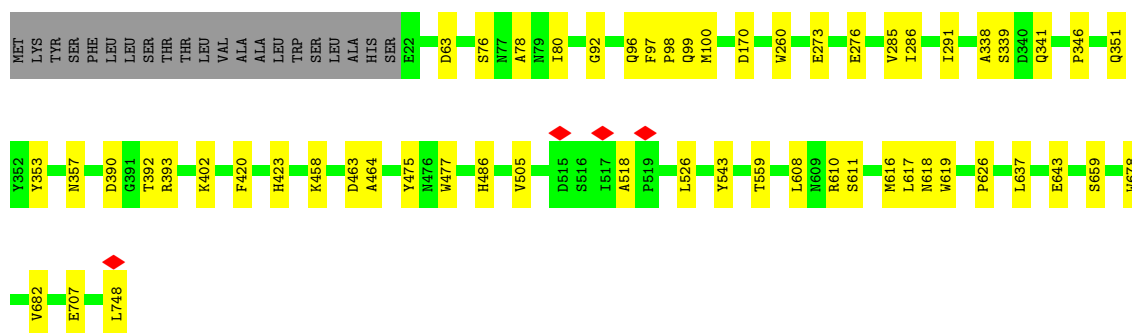 MET LYS TYR SER PHE LEU LEU SER THR THR LEU VAL ALA ALA LEU TRP SER LEU ALA HIS SER E22 D63 S76 N77 A78 N79 I80 G92 Q96 F97 P98 Q99 M100 D170 W260 E273 E276 V285 I286 I291 A338 S339 D340 Q341 P346 Q351
Y352 Y353 N357 D390 G391 T392 R393 K402 F420 H423 K458 D463 A464 Y475 N476 W477 H486 V505 D515 S516 I517 A518 P519 L526 Y543 T559 L608 N609 R610 S611 M616 L617 N618 W619 P626 L637 E643 S659 W678
V682 E707 L748